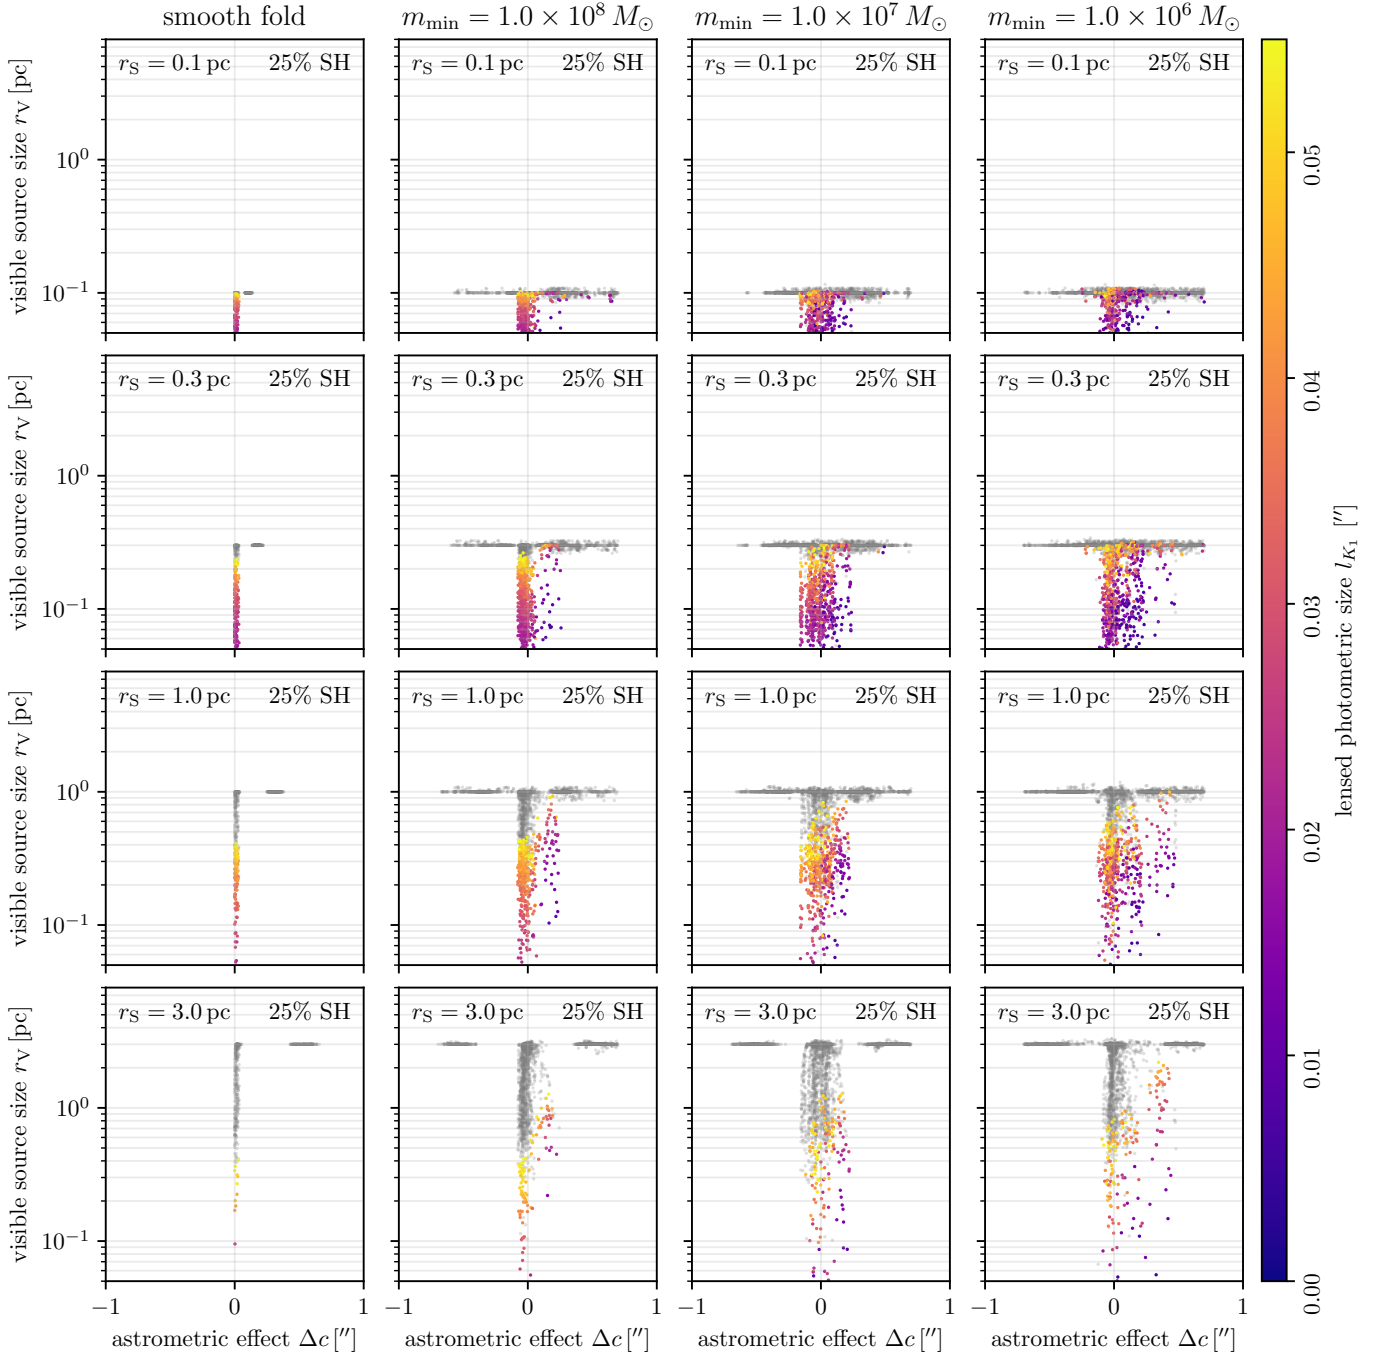 smooth fold
m_min = 1.0 × 10^8 M_⊙
m_min = 1.0 × 10^7 M_⊙
m_min = 1.0 × 10^6 M_⊙
r_S = 0.1 pc 25% SH
r_S = 0.1 pc 25% SH
r_S = 0.1 pc 25% SH
r_S = 0.1 pc 25% SH
visible source size r_V [pc]
10^0
10^−1
r_S = 0.3 pc 25% SH
r_S = 0.3 pc 25% SH
r_S = 0.3 pc 25% SH
r_S = 0.3 pc 25% SH
visible source size r_V [pc]
10^0
10^−1
r_S = 1.0 pc 25% SH
r_S = 1.0 pc 25% SH
r_S = 1.0 pc 25% SH
r_S = 1.0 pc 25% SH
visible source size r_V [pc]
10^0
10^−1
r_S = 3.0 pc 25% SH
r_S = 3.0 pc 25% SH
r_S = 3.0 pc 25% SH
r_S = 3.0 pc 25% SH
visible source size r_V [pc]
10^0
10^−1
−1 0 1
−1 0 1
−1 0 1
−1 0 1
astrometric effect Δc ['']
astrometric effect Δc ['']
astrometric effect Δc ['']
astrometric effect Δc ['']
0.05
0.04
0.03
0.02
0.01
0.00
lensed photometric size l_{K_1} ['']